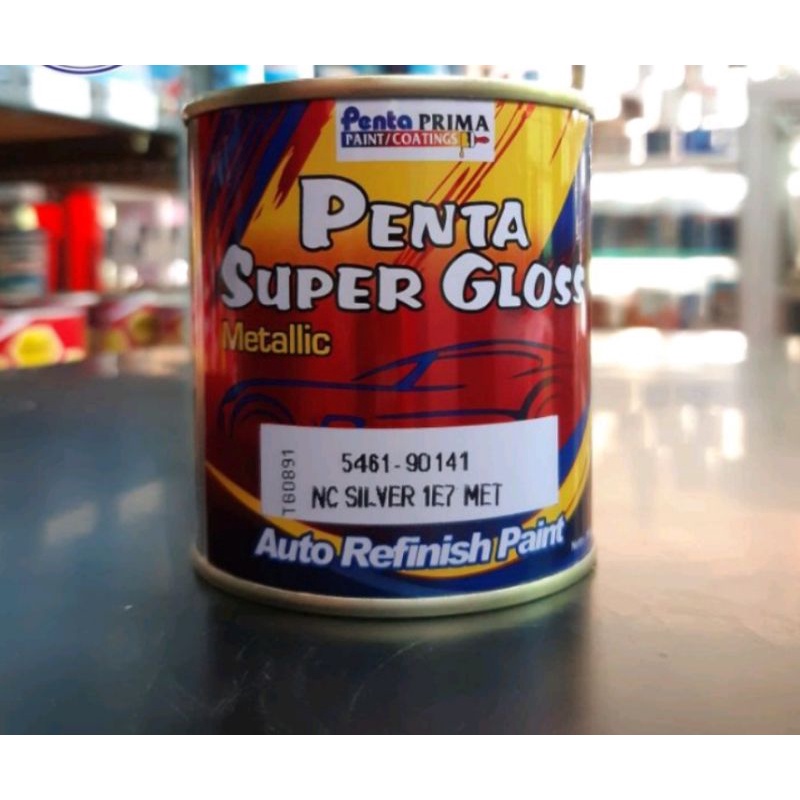 Penta PRIMA
PAINT/COATINGS
PENTA
SUPER GLOSS
Metallic
T60891
5461-90141
NC SILVER 1E7 MET
Auto Refinish Paint